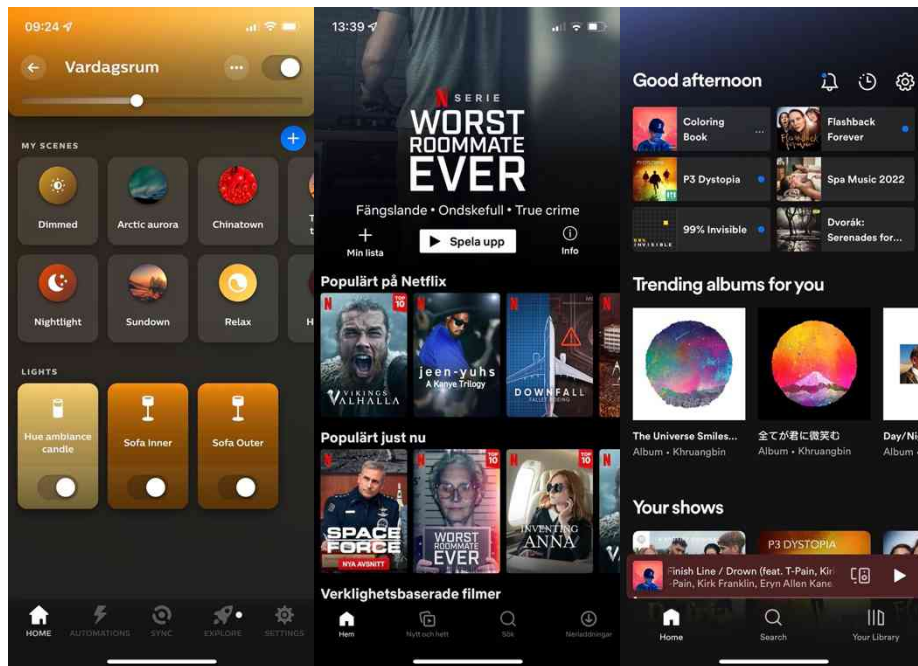 09:24
Vardagsrum
MY SCENES
Dimmed
Arctic aurora
Chinatown
Nightlight
Sundown
Relax
LIGHTS
Hue ambiance
candle
Sofa Inner
Sofa Outer
HOME
AUTOMATIONS
SYNC
EXPLORE
SETTINGS
13:39
N SERIE
WORST
ROOMMATE
EVER
Fängslande • Ondskefull • True crime
Min lista
Spela upp
Info
Populärt på Netflix
N
TOP
10
VIKINGS
VALHALLA
N
jeen-yuhs
A Kanye Trilogy
N
DOWNFALL
N
Populärt just nu
N
SPACE
FORCE
NYA AVSNITT
N
TOP
10
WORST
ROOMMATE
EVER
N
TOP
10
INVENTING
ANNA
N
Verklighetsbaserade filmer
Hem
Nytt och hett
Sök
Nerladdningar
Good afternoon
Coloring
Book
Flashback
Forever
P3 Dystopia
Spa Music 2022
99% Invisible
Dvořák:
Serenades for...
Trending albums for you
The Universe Smiles...
Album • Khruangbin
全てが君に微笑む
Album • Khruangbin
Day/Ni
Album
Your shows
P3 DYSTOPIA
Finish Line / Drown (feat. T-Pain, Kir
-Pain, Kirk Franklin, Eryn Allen Kane
Home
Search
Your Library